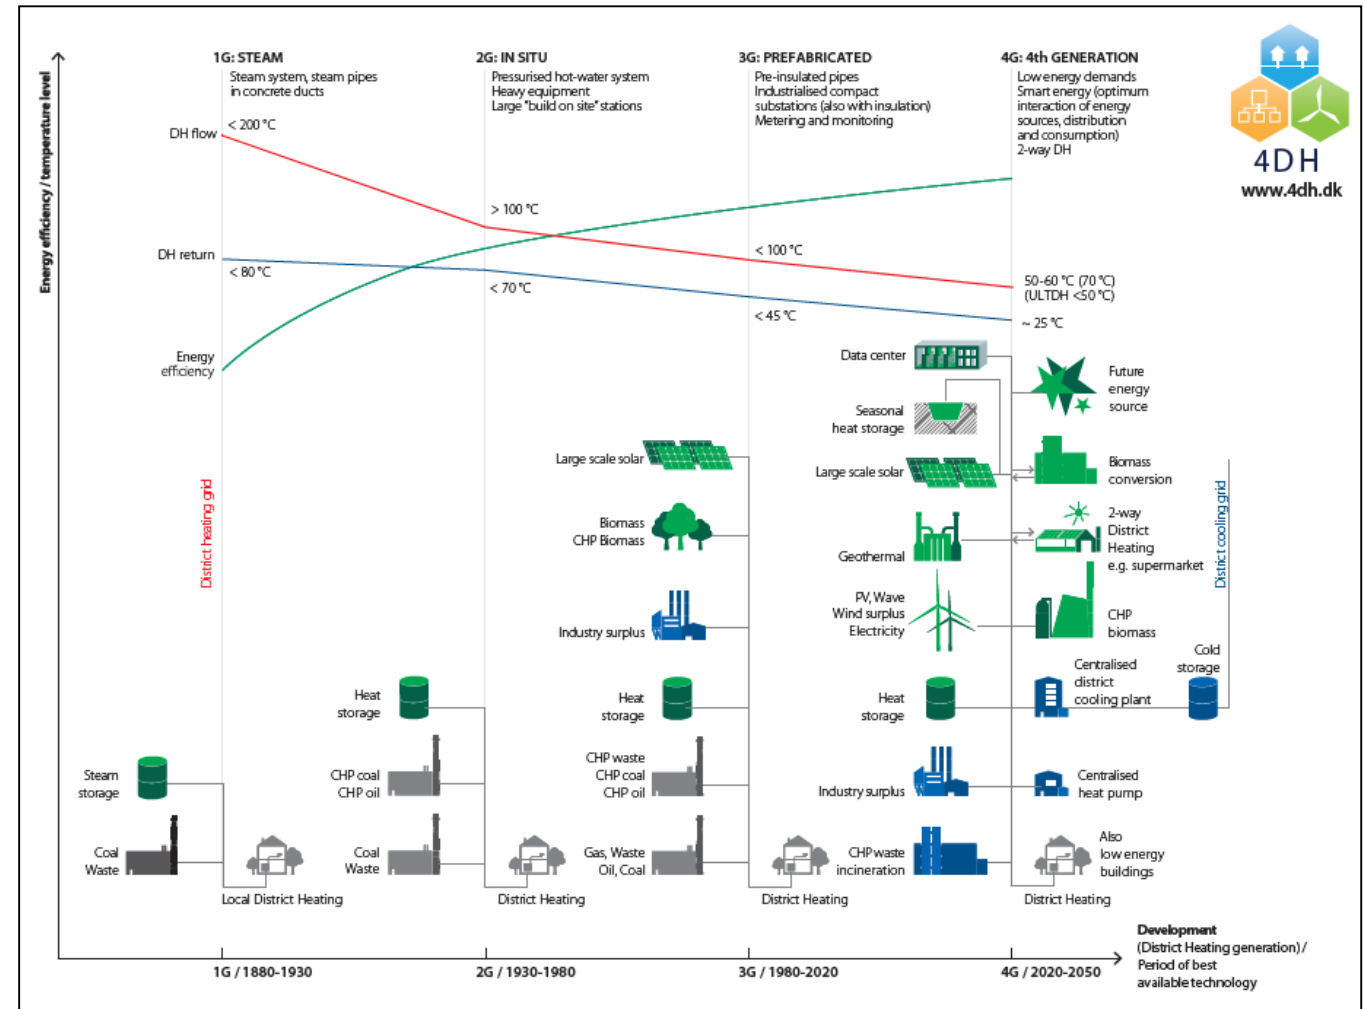 1G: STEAM
Steam system, steam pipes
in concrete ducts
2G: IN SITU
Pressurised hot-water system
Heavy equipment
Large "build on site" stations
3G: PREFABRICATED
Pre-insulated pipes
Industrialised compact
substations (also with insulation)
Metering and monitoring
4G: 4th GENERATION
Low energy demands
Smart energy (optimum
interaction of energy
sources, distribution
and consumption)
2-way DH
4DH
www.4dh.dk
Energy efficiency / temperature level
DH flow
< 200 °C
> 100 °C
< 100 °C
50-60 °C (70 °C)
(ULTDH <50 °C)
DH return
< 80 °C
< 70 °C
< 45 °C
~ 25 °C
Energy
efficiency
District heating grid
District cooling grid
Data center
Future
energy
source
Seasonal
heat storage
Large scale solar
Large scale solar
Biomass
conversion
Biomass
CHP Biomass
Geothermal
2-way
District
Heating
e.g. supermarket
Industry surplus
PV, Wave
Wind surplus
Electricity
CHP
biomass
Heat
storage
Heat
storage
Heat
storage
Centralised
district
cooling plant
Cold
storage
Steam
storage
CHP coal
CHP oil
CHP waste
CHP coal
CHP oil
Industry surplus
Centralised
heat pump
Coal
Waste
Coal
Waste
Gas, Waste
Oil, Coal
CHP waste
incineration
Also
low energy
buildings
Local District Heating
District Heating
District Heating
District Heating
1G / 1880-1930
2G / 1930-1980
3G / 1980-2020
4G / 2020-2050
Development
(District Heating generation) /
Period of best
available technology